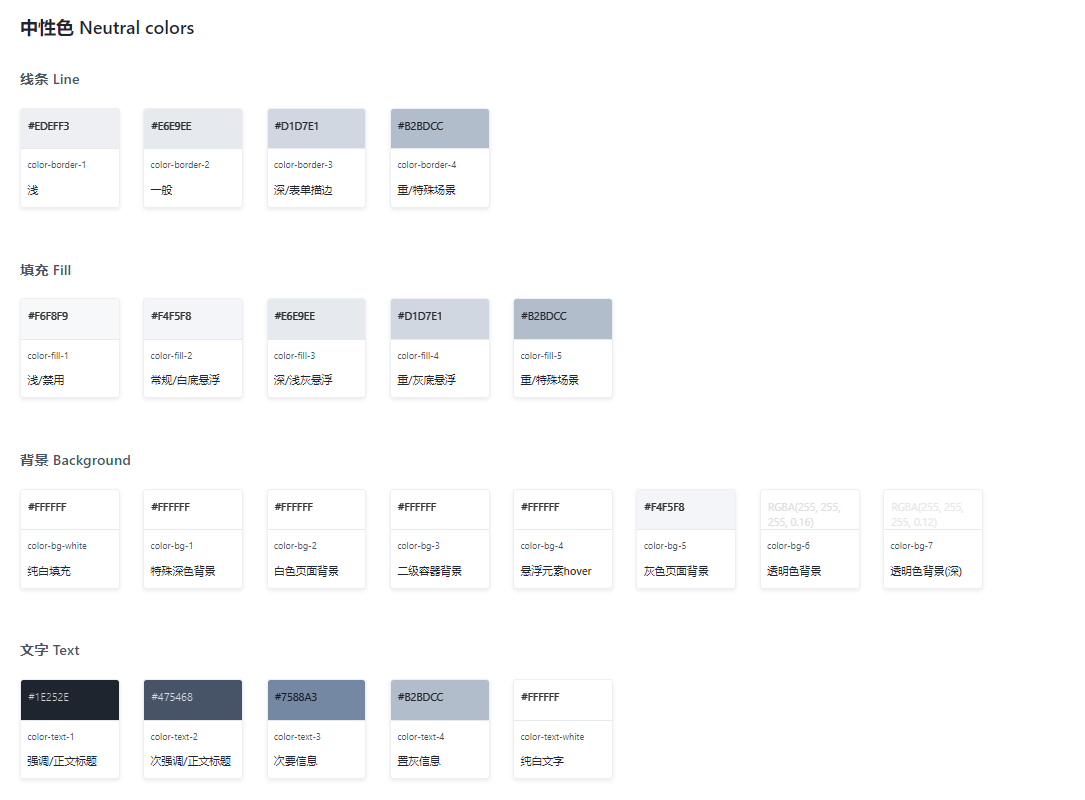 中性色 Neutral colors
线条 Line
#EDEFF3
#E6E9EE
#D1D7E1
#B2BDCC
color-border-1
color-border-2
color-border-3
color-border-4
浅
一般
深/表单描边
重/特殊场景
填充 Fill
#F6F8F9
#F4F5F8
#E6E9EE
#D1D7E1
#B2BDCC
color-fill-1
color-fill-2
color-fill-3
color-fill-4
color-fill-5
浅/禁用
常规/白底悬浮
深/浅灰悬浮
重/灰底悬浮
重/特殊场景
背景 Background
#FFFFFF
#FFFFFF
#FFFFFF
#FFFFFF
#FFFFFF
#F4F5F8
RGBA(255, 255,
255, 0.16)
RGBA(255, 255,
255, 0.12)
color-bg-white
color-bg-1
color-bg-2
color-bg-3
color-bg-4
color-bg-5
color-bg-6
color-bg-7
纯白填充
特殊深色背景
白色页面背景
二级容器背景
悬浮元素hover
灰色页面背景
透明色背景
透明色背景(深)
文字 Text
#1E252E
#475468
#7588A3
#B2BDCC
#FFFFFF
color-text-1
color-text-2
color-text-3
color-text-4
color-text-white
强调/正文标题
次强调/正文标题
次要信息
置灰信息
纯白文字